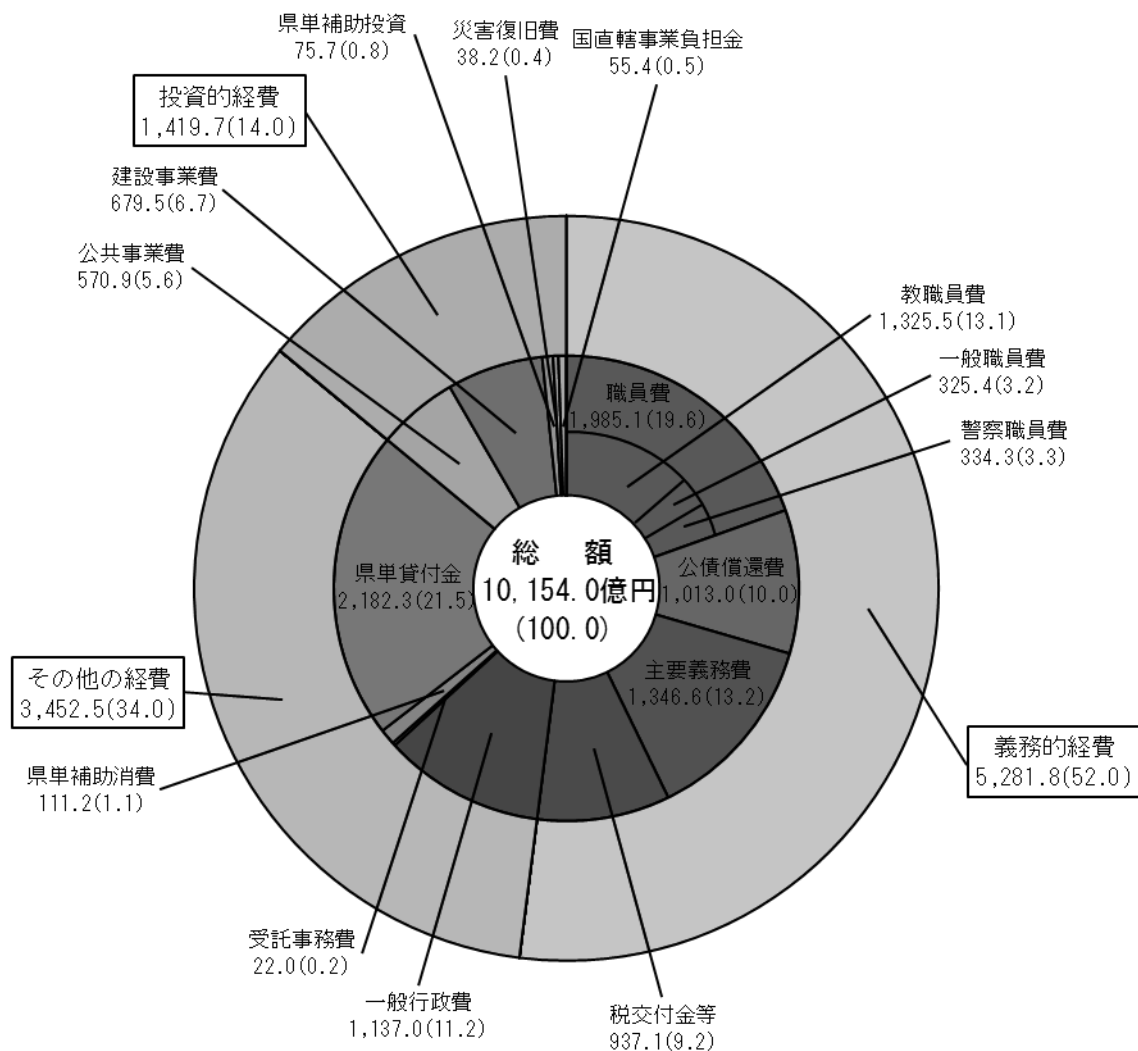 県単補助投資
75.7(0.8)
災害復旧費
38.2(0.4)
国直轄事業負担金
55.4(0.5)
投資的経費
1,419.7(14.0)
建設事業費
679.5(6.7)
公共事業費
570.9(5.6)
教職員費
1,325.5(13.1)
一般職員費
325.4(3.2)
警察職員費
334.3(3.3)
職員費
1,985.1(19.6)
公債償還費
1,013.0(10.0)
主要義務費
1,346.6(13.2)
総　額
10,154.0億円
(100.0)
県単貸付金
2,182.3(21.5)
その他の経費
3,452.5(34.0)
県単補助消費
111.2(1.1)
義務的経費
5,281.8(52.0)
受託事務費
22.0(0.2)
一般行政費
1,137.0(11.2)
税交付金等
937.1(9.2)